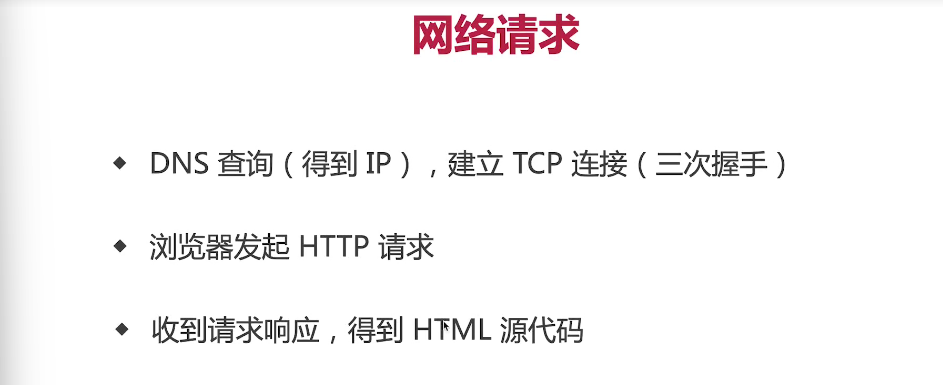 网络请求
DNS 查询（得到 IP），建立 TCP 连接（三次握手）
浏览器发起 HTTP 请求
收到请求响应，得到 HTML 源代码